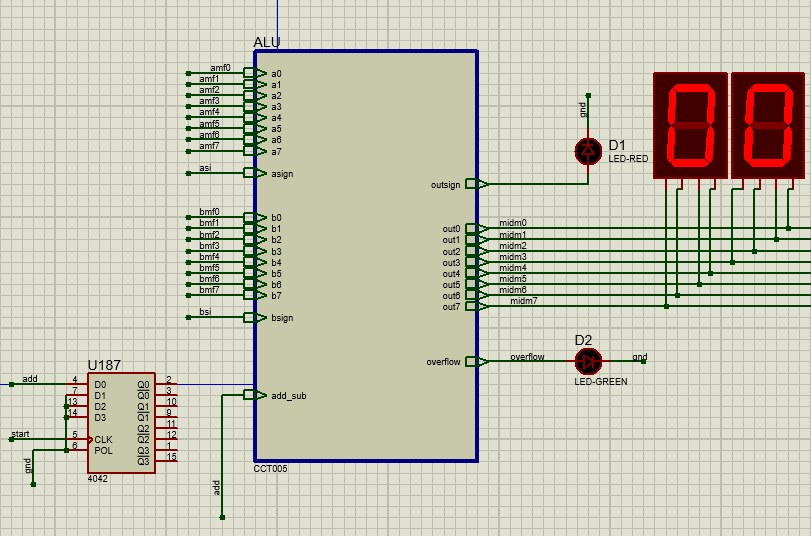 ALU
amf0
amf1
amf2
amf3
amf4
amf5
amf6
amf7
asi
bmf0
bmf1
bmf2
bmf3
bmf4
bmf5
bmf6
bmf7
bsi
a0
a1
a2
a3
a4
a5
a6
a7
asign
b0
b1
b2
b3
b4
b5
b6
b7
bsign
add_sub
outsign
out0
out1
out2
out3
out4
out5
out6
out7
overflow
CCT005
midm0
midm1
midm2
midm3
midm4
midm5
midm6
midm7
overflow
gnd
D1
LED-RED
00
D2
LED-GREEN
gnd
U187
add
start
gnd
4
7
13
14
5
6
D0
D1
D2
D3
CLK
POL
Q0
Q0
Q1
Q1
Q2
Q2
Q3
Q3
2
3
10
9
11
12
1
15
4042
add